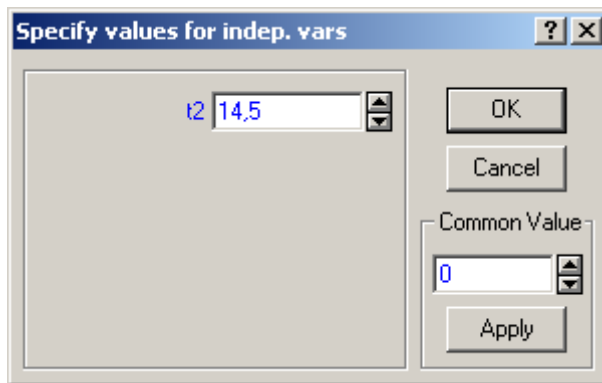 Specify values for indep. vars
t2 14,5
OK
Cancel
Common Value
0
Apply